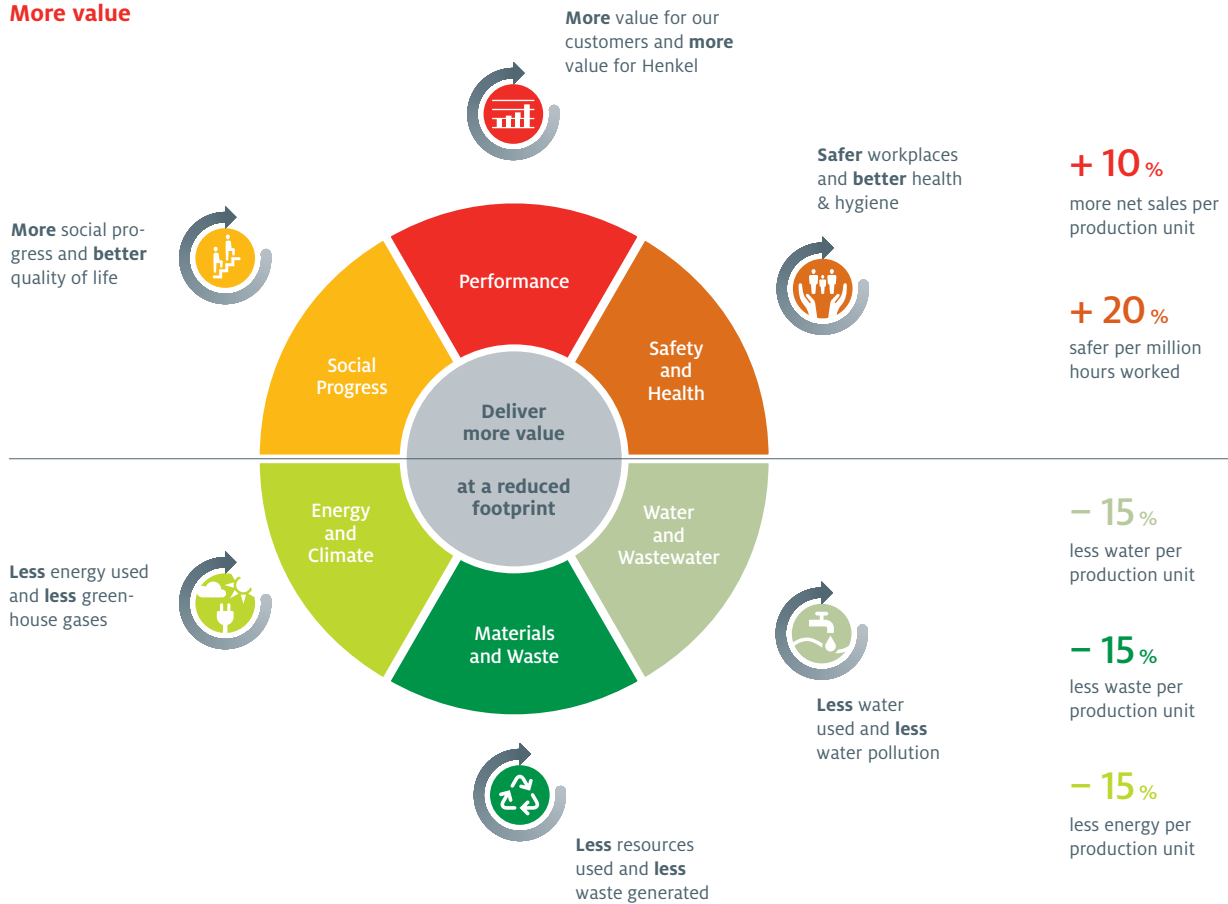 More value
More value for our
customers and more
value for Henkel
Safer workplaces
and better health
& hygiene
More social pro-
gress and better
quality of life
Performance
Social
Progress
Safety
and
Health
Deliver
more value
at a reduced
footprint
Energy
and
Climate
Water
and
Wastewater
Materials
and Waste
Less energy used
and less green-
house gases
Less water
used and less
water pollution
Less resources
used and less
waste generated
+ 10 %
more net sales per
production unit
+ 20 %
safer per million
hours worked
– 15 %
less water per
production unit
– 15 %
less waste per
production unit
– 15 %
less energy per
production unit